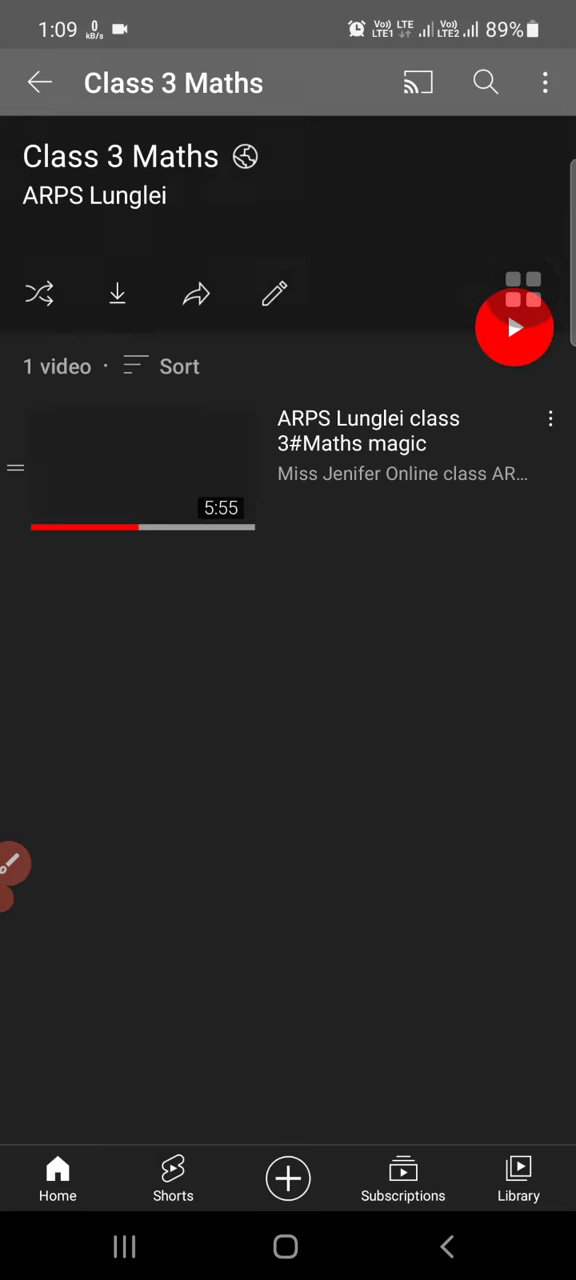 1:09 0 kB/s Vo)) LTE1 LTE Vo)) LTE2 89%
Class 3 Maths
Class 3 Maths
ARPS Lunglei
1 video · Sort
ARPS Lunglei class
3#Maths magic
Miss Jenifer Online class AR...
5:55
Home Shorts Subscriptions Library